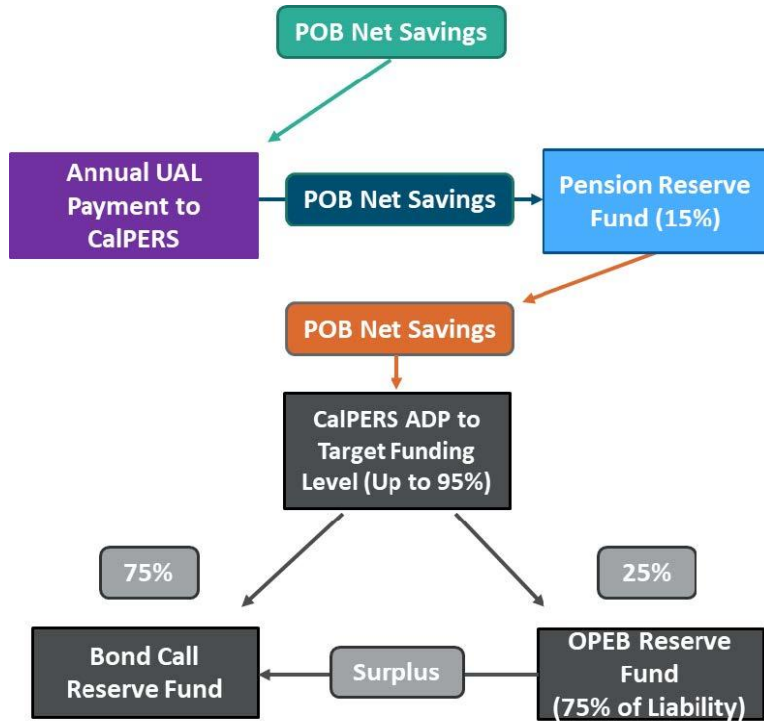 POB Net Savings
Annual UAL
Payment to
CalPERS
POB Net Savings
Pension Reserve
Fund (15%)
POB Net Savings
CalPERS ADP to
Target Funding
Level (Up to 95%)
75%
25%
Bond Call
Reserve Fund
Surplus
OPEB Reserve
Fund
(75% of Liability)